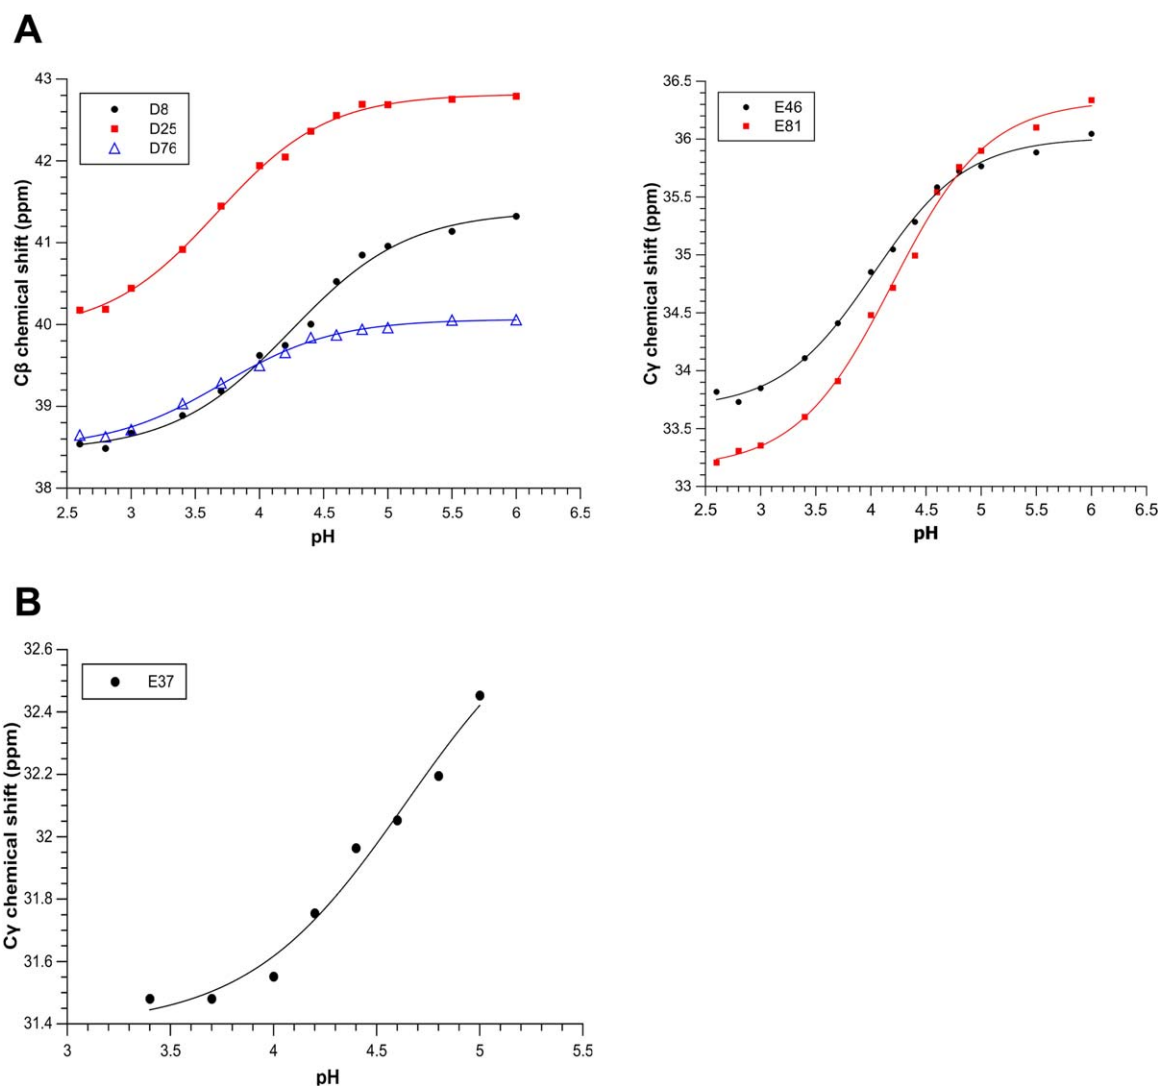 A
D8
D25
D76
Cβ chemical shift (ppm)
43
42
41
40
39
38
2.5 3 3.5 4 4.5 5 5.5 6 6.5
pH
E46
E81
Cγ chemical shift (ppm)
36.5
36
35.5
35
34.5
34
33.5
33
2.5 3 3.5 4 4.5 5 5.5 6 6.5
pH
B
E37
Cγ chemical shift (ppm)
32.6
32.4
32.2
32
31.8
31.6
31.4
3 3.5 4 4.5 5 5.5
pH